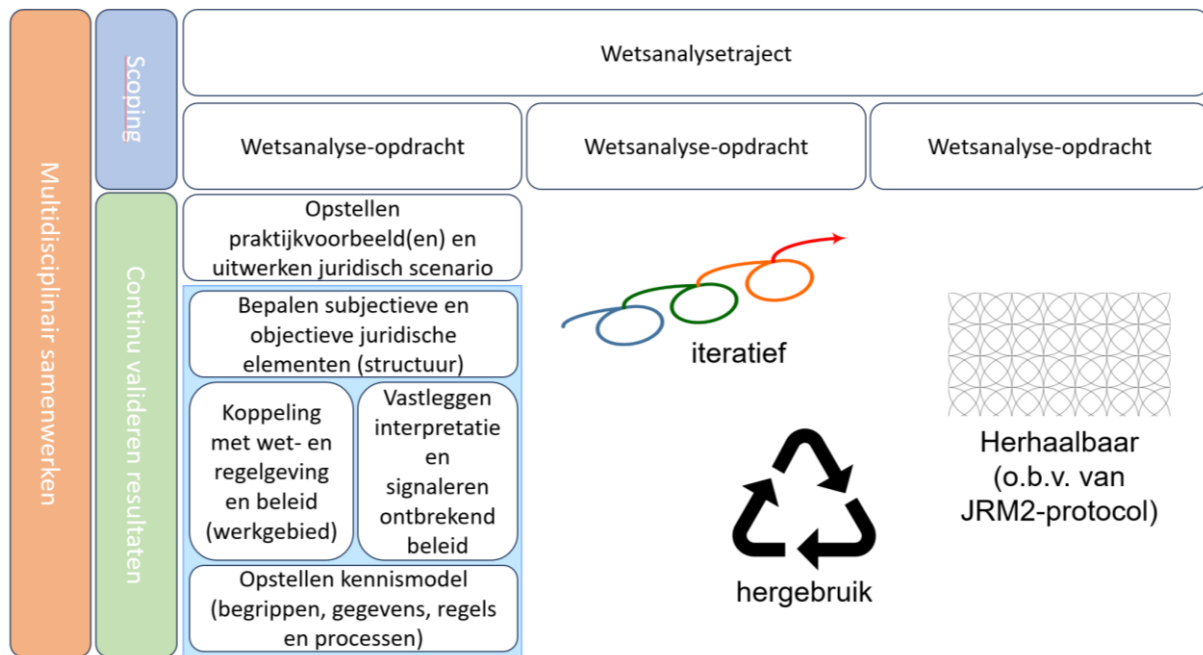 Multidisciplinair samenwerken
Scoping
Continu valideren resultaten
Wetsanalysetraject
Wetsanalyse-opdracht
Wetsanalyse-opdracht
Wetsanalyse-opdracht
Opstellen
praktijkvoorbeeld(en) en
uitwerken juridisch scenario
Bepalen subjectieve en
objectieve juridische
elementen (structuur)
Koppeling
met wet- en
regelgeving
en beleid
(werkgebied)
Vastleggen
interpretatie
en
signaleren
ontbrekend
beleid
Opstellen kennismodel
(begrippen, gegevens, regels
en processen)
iteratief
hergebruik
Herhaalbaar
(o.b.v. van
JRM2-protocol)